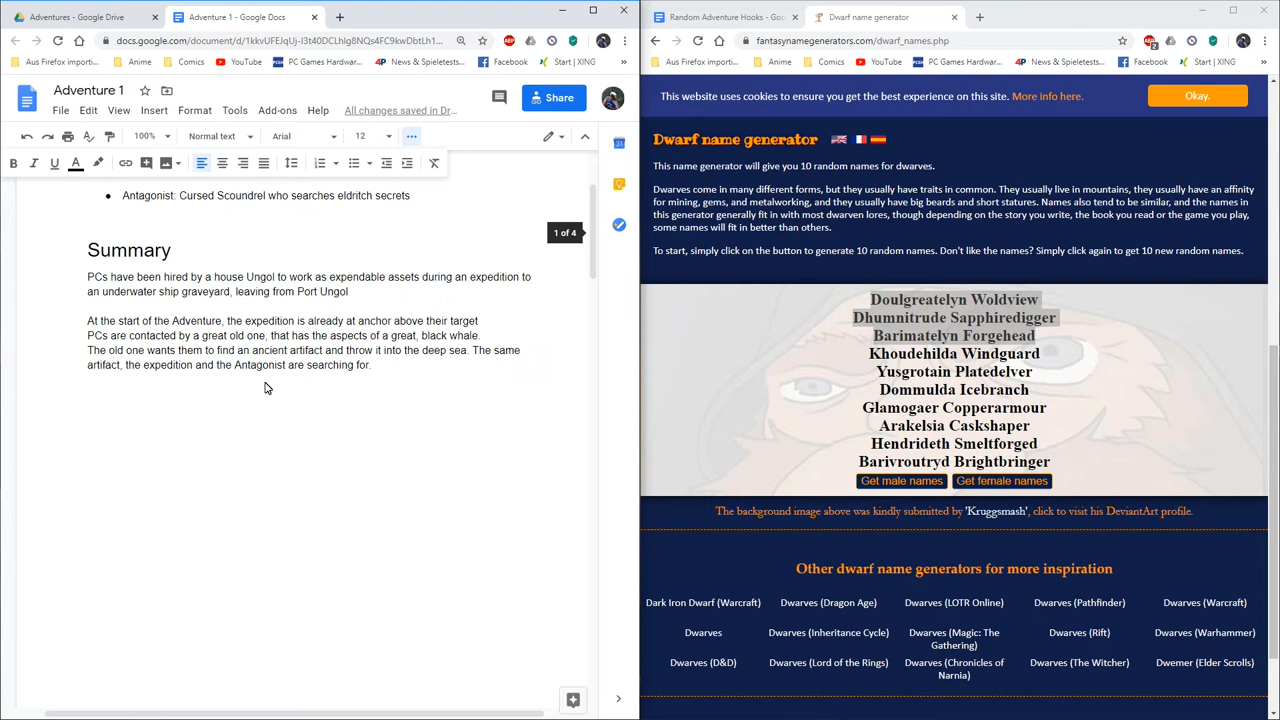 Adventures - Google Drive
Adventure 1 - Google Docs
docs.google.com/document/d/1kkvUFEJqUj-I3t40DCLhlg8NQs4FC9kwDbtLh1...
Aus Firefox importi...
Anime
Comics
YouTube
PC Games Hardwar...
News & Spieletests...
Facebook
Start | XING
Adventure 1
File
Edit
View
Insert
Format
Tools
Add-ons
Help
All changes saved in Dr...
Share
100%
Normal text
Arial
12
Antagonist: Cursed Scoundrel who searches eldritch secrets
1 of 4
Summary
PCs have been hired by a house Ungol to work as expendable assets during an expedition to
an underwater ship graveyard, leaving from Port Ungol
At the start of the Adventure, the expedition is already at anchor above their target
PCs are contacted by a great old one, that has the aspects of a great, black whale.
The old one wants them to find an ancient artifact and throw it into the deep sea. The same
artifact, the expedition and the Antagonist are searching for.
Random Adventure Hooks - Goo
Dwarf name generator
fantasynamegenerators.com/dwarf_names.php
Aus Firefox importi...
Anime
Comics
YouTube
PC Games Hardwar...
News & Spieletests...
Facebook
Start | XING
This website uses cookies to ensure you get the best experience on this site. More info here.
Okay.
Dwarf name generator
This name generator will give you 10 random names for dwarves.
Dwarves come in many different forms, but they usually have traits in common. They usually live in mountains, they usually have an affinity
for mining, gems, and metalworking, and they usually have big beards and short statures. Names also tend to be similar, and the names in
this generator generally fit in with most dwarven lores, though depending on the story you write, the book you read or the game you play,
some names will fit in better than others.
To start, simply click on the button to generate 10 random names. Don't like the names? Simply click again to get 10 new random names.
Doulgreatelyn Woldview
Dhumnitrude Sapphiredigger
Barimatelyn Forgehead
Khoudehilda Windguard
Yusgrotain Platedelver
Dommulda Icebranch
Glamogaer Copperarmour
Arakelsia Caskshaper
Hendrideth Smeltforged
Barivroutryd Brightbringer
Get male names
Get female names
The background image above was kindly submitted by 'Kruggsmash', click to visit his DeviantArt profile.
Other dwarf name generators for more inspiration
Dark Iron Dwarf (Warcraft)
Dwarves (Dragon Age)
Dwarves (LOTR Online)
Dwarves (Pathfinder)
Dwarves (Warcraft)
Dwarves
Dwarves (Inheritance Cycle)
Dwarves (Magic: The
Gathering)
Dwarves (Rift)
Dwarves (Warhammer)
Dwarves (D&D)
Dwarves (Lord of the Rings)
Dwarves (Chronicles of
Narnia)
Dwarves (The Witcher)
Dwemer (Elder Scrolls)